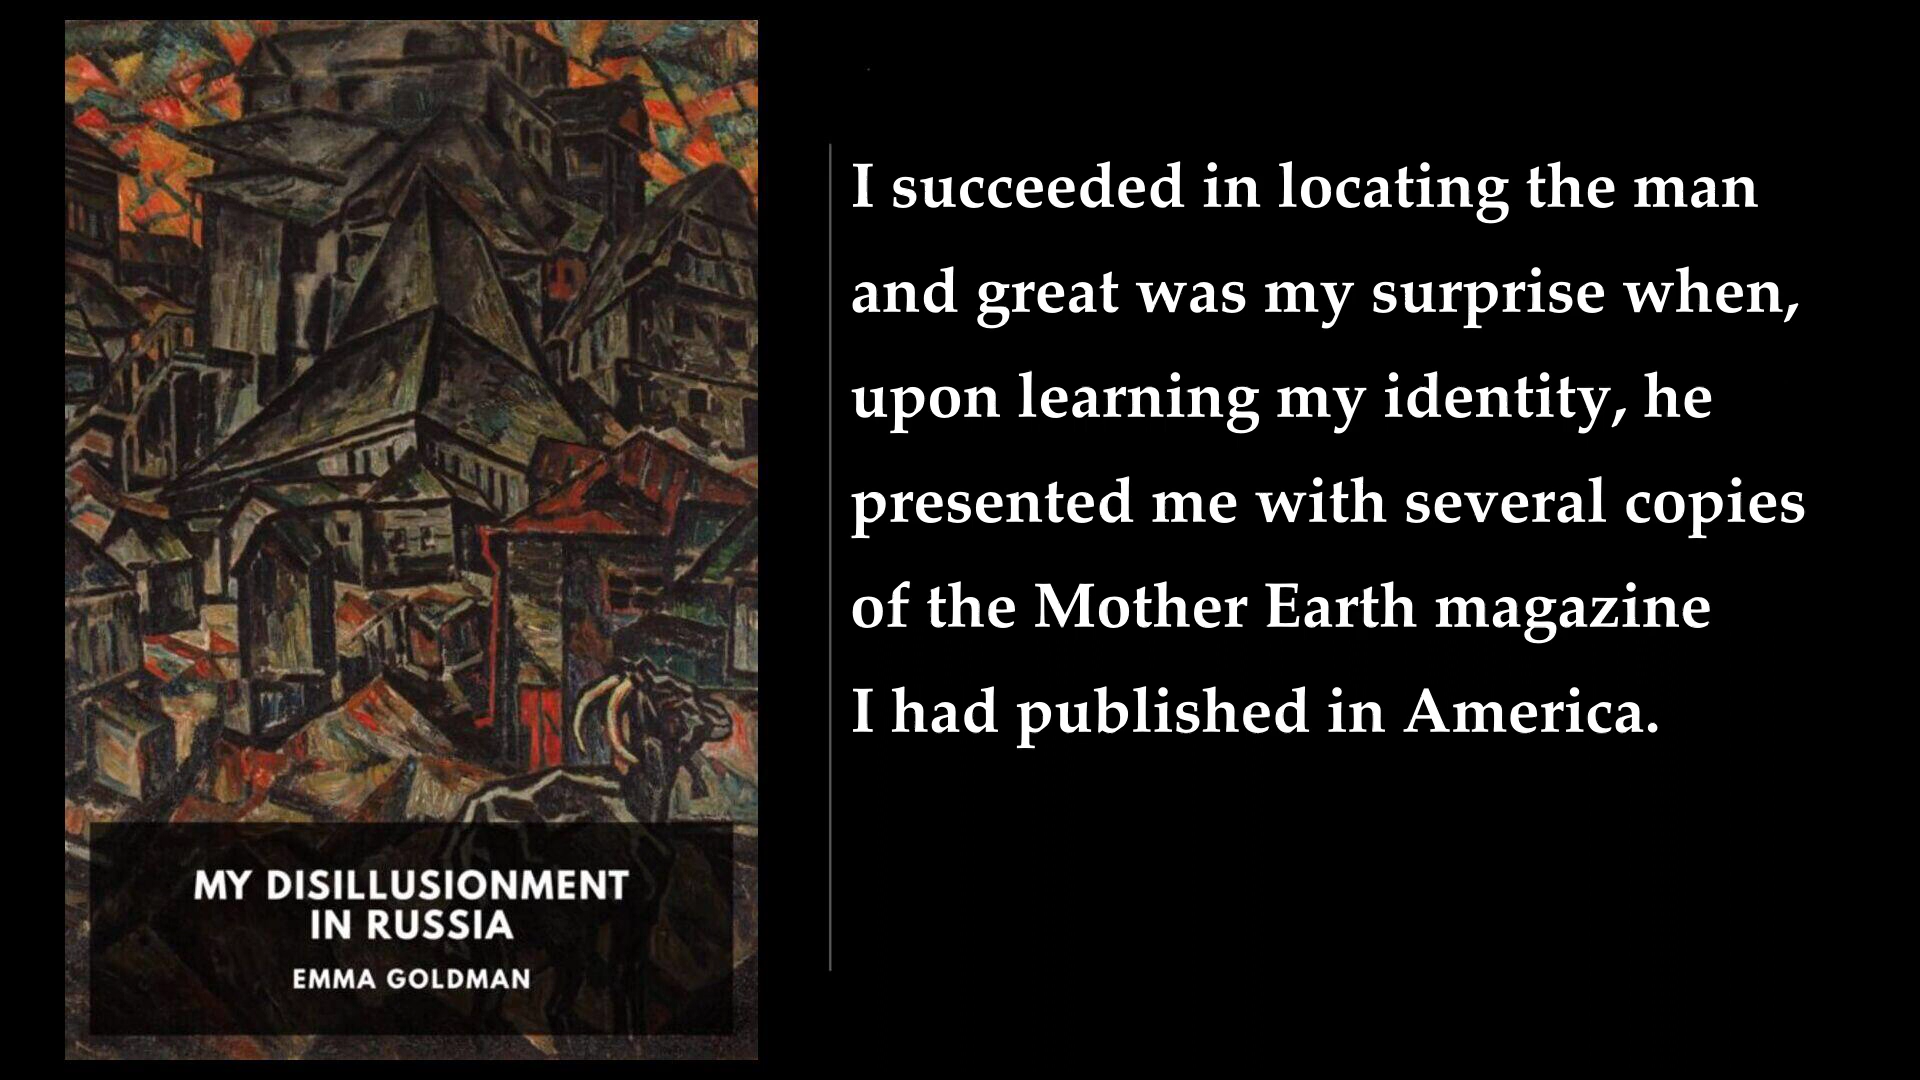 I succeeded in locating the man
and great was my surprise when,
upon learning my identity, he
presented me with several copies
of the Mother Earth magazine
I had published in America.
MY DISILLUSIONMENT
IN RUSSIA
EMMA GOLDMAN